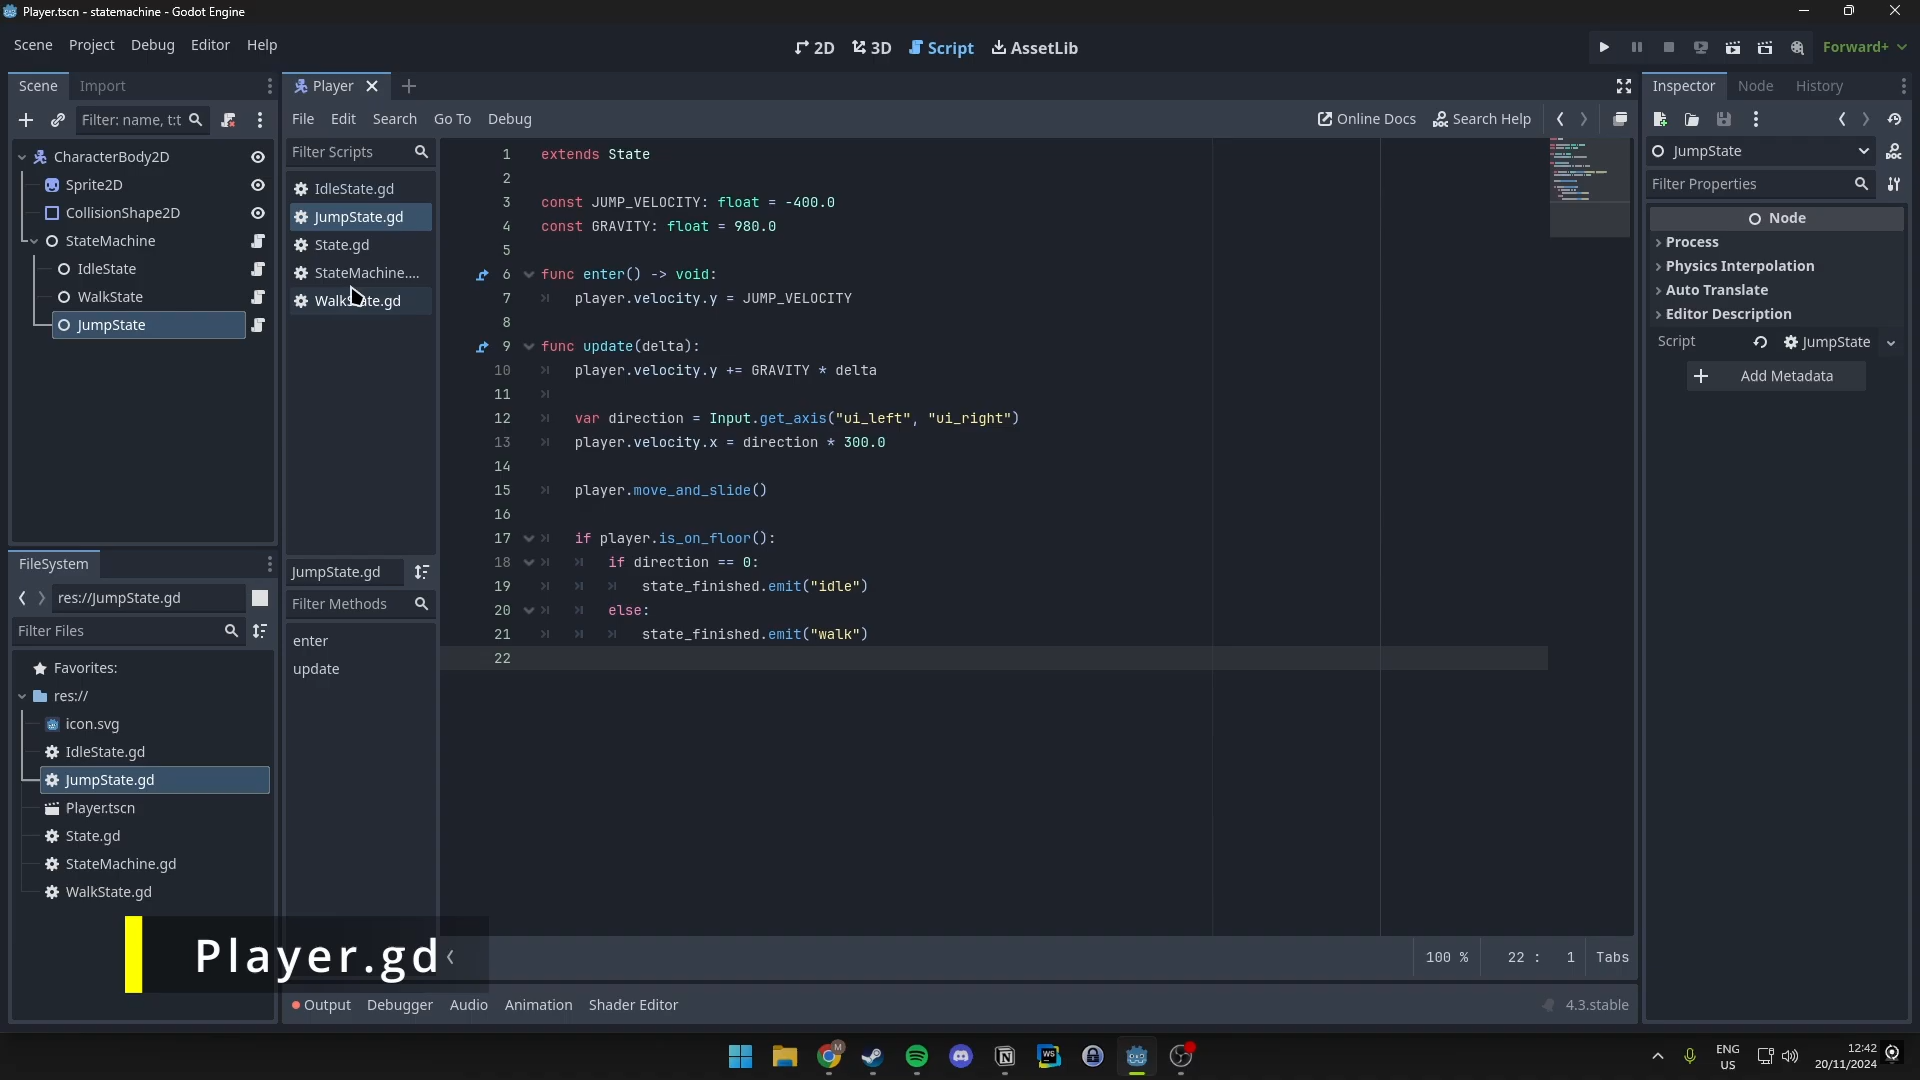 Player.tscn - statemachine - Godot Engine
Scene Project Debug Editor Help
2D 3D Script AssetLib
Forward+
Scene Import
Player
Inspector Node History
Filter: name, t:t
File Edit Search Go To Debug
Online Docs Search Help
CharacterBody2D
Sprite2D
CollisionShape2D
StateMachine
IdleState
WalkState
JumpState
Filter Scripts
IdleState.gd
JumpState.gd
State.gd
StateMachine....
WalkState.gd
JumpState.gd
Filter Methods
enter
update
1 extends State
2
3 const JUMP_VELOCITY: float = -400.0
4 const GRAVITY: float = 980.0
5
6 func enter() -> void:
7 player.velocity.y = JUMP_VELOCITY
8
9 func update(delta):
10 player.velocity.y += GRAVITY * delta
11
12 var direction = Input.get_axis("ui_left", "ui_right")
13 player.velocity.x = direction * 300.0
14
15 player.move_and_slide()
16
17 if player.is_on_floor():
18 if direction == 0:
19 state_finished.emit("idle")
20 else:
21 state_finished.emit("walk")
22
JumpState
Filter Properties
Node
Process
Physics Interpolation
Auto Translate
Editor Description
Script JumpState
Add Metadata
FileSystem
res://JumpState.gd
Filter Files
Favorites:
res://
icon.svg
IdleState.gd
JumpState.gd
Player.tscn
State.gd
StateMachine.gd
WalkState.gd
Player.gd
100 % 22 : 1 Tabs
Output Debugger Audio Animation Shader Editor
4.3.stable
M
WS
ENG
US
12:42
20/11/2024